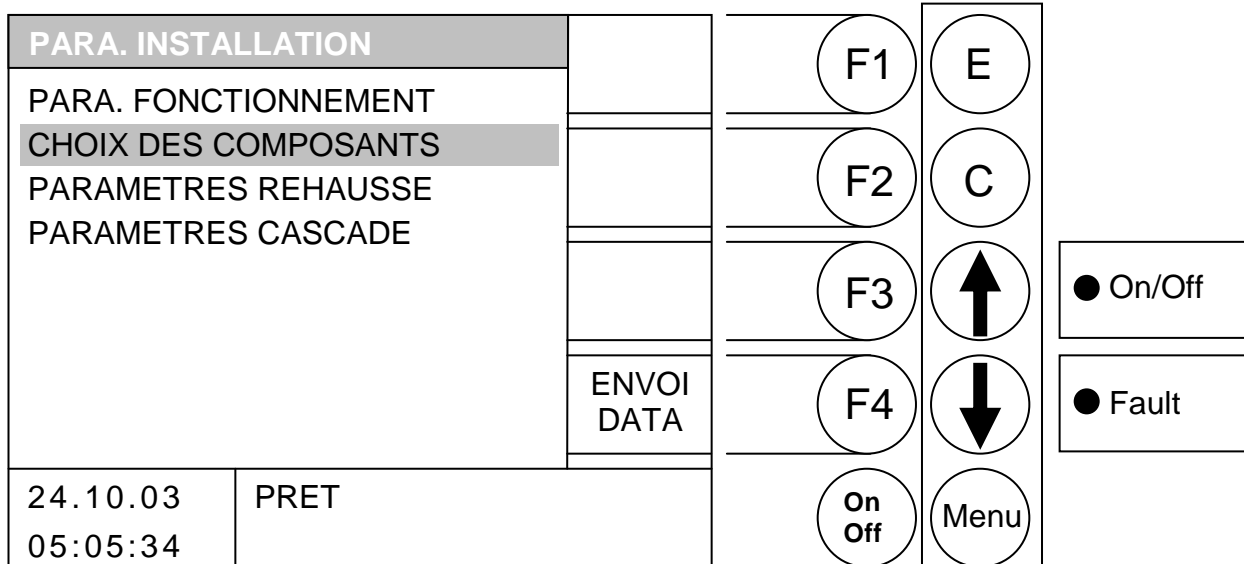 PARA. INSTALLATION
PARA. FONCTIONNEMENT
CHOIX DES COMPOSANTS
PARAMETRES REHAUSSE
PARAMETRES CASCADE
ENVOI
DATA
24.10.03
05:05:34
PRET
F1
E
F2
C
F3
On/Off
F4
Fault
On
Off
Menu